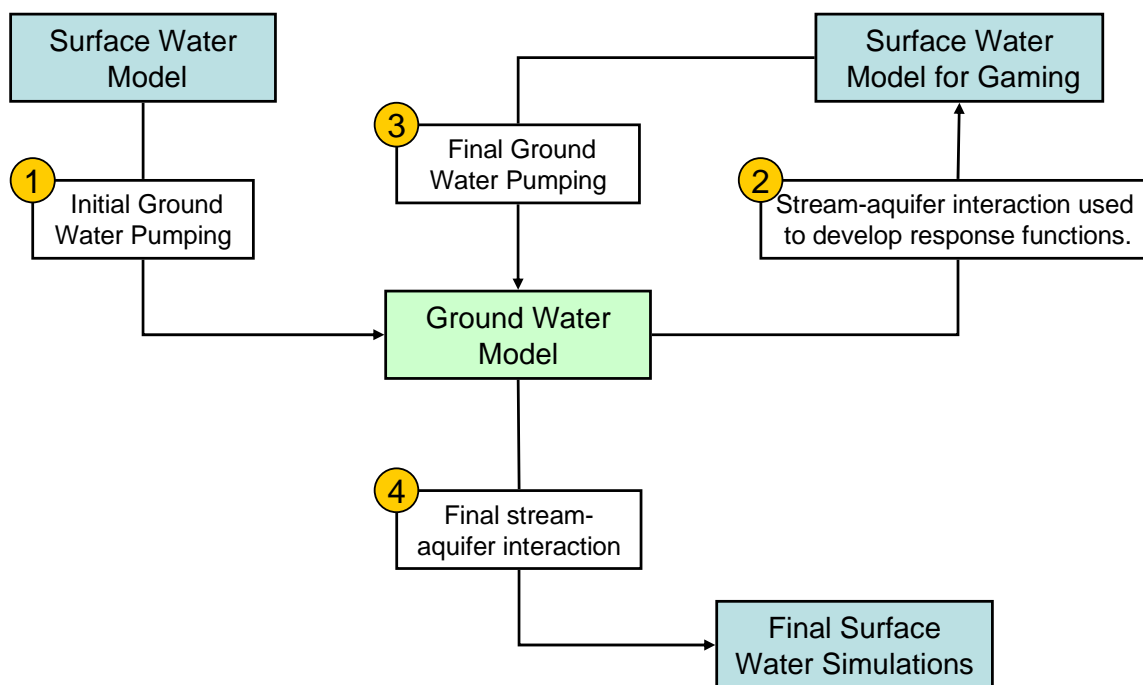 Surface Water
Model
Surface Water
Model for Gaming
3
Final Ground
Water Pumping
1
Initial Ground
Water Pumping
2
Stream-aquifer interaction used
to develop response functions.
Ground Water
Model
4
Final stream-
aquifer interaction
Final Surface
Water Simulations